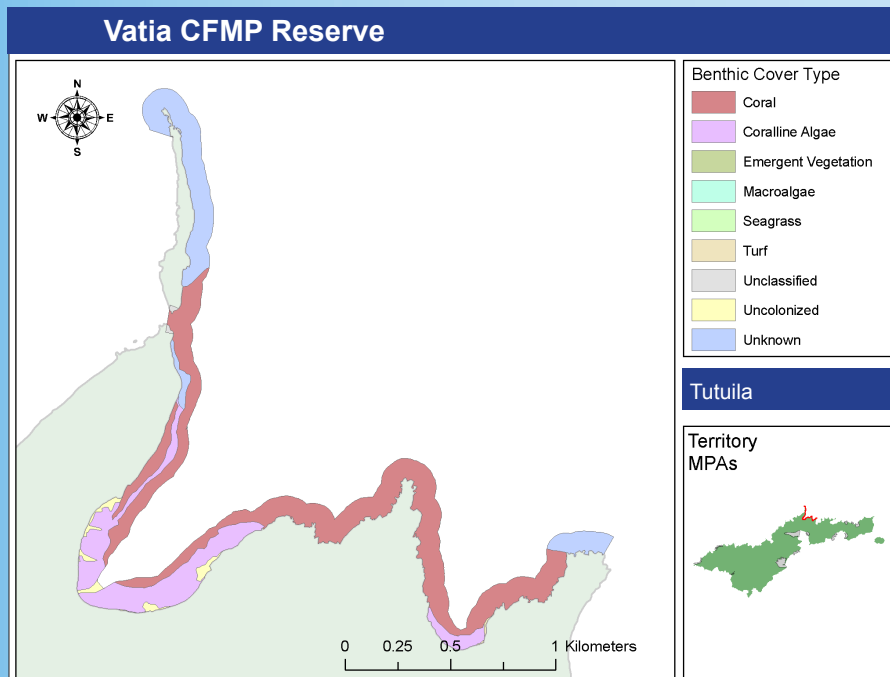 Vatia CFMP Reserve
N
W E
S
Benthic Cover Type
Coral
Coralline Algae
Emergent Vegetation
Macroalgae
Seagrass
Turf
Unclassified
Uncolonized
Unknown
Tutuila
Territory
MPAs
0 0.25 0.5 1 Kilometers